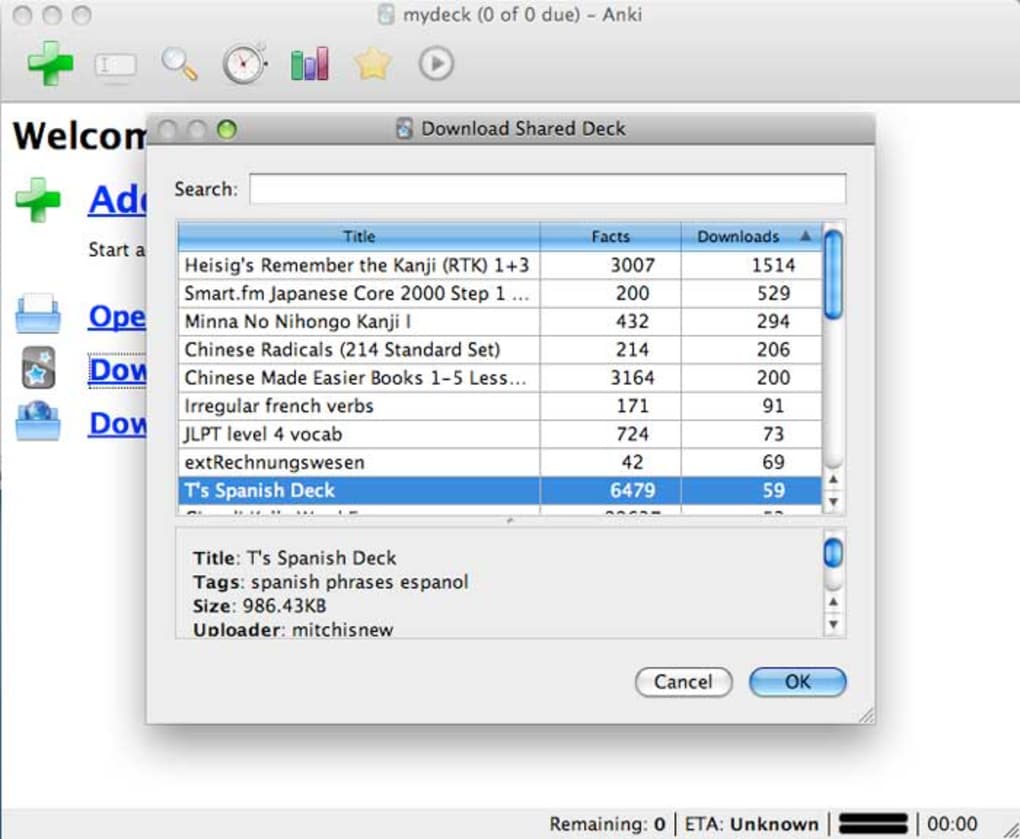 mydeck (0 of 0 due) - Anki
Welcom
Download Shared Deck
Search:
Title Facts Downloads
Heisig's Remember the Kanji (RTK) 1+3 3007 1514
Smart.fm Japanese Core 2000 Step 1 ... 200 529
Minna No Nihongo Kanji I 432 294
Chinese Radicals (214 Standard Set) 214 206
Chinese Made Easier Books 1-5 Less... 3164 200
Irregular french verbs 171 91
JLPT level 4 vocab 724 73
extRechnungswesen 42 69
T's Spanish Deck 6479 59
Add
Start a
Ope
Dow
Dow
Title: T's Spanish Deck
Tags: spanish phrases espanol
Size: 986.43KB
Uploader: mitchisnew
Cancel OK
Remaining: 0 | ETA: Unknown | 00:00